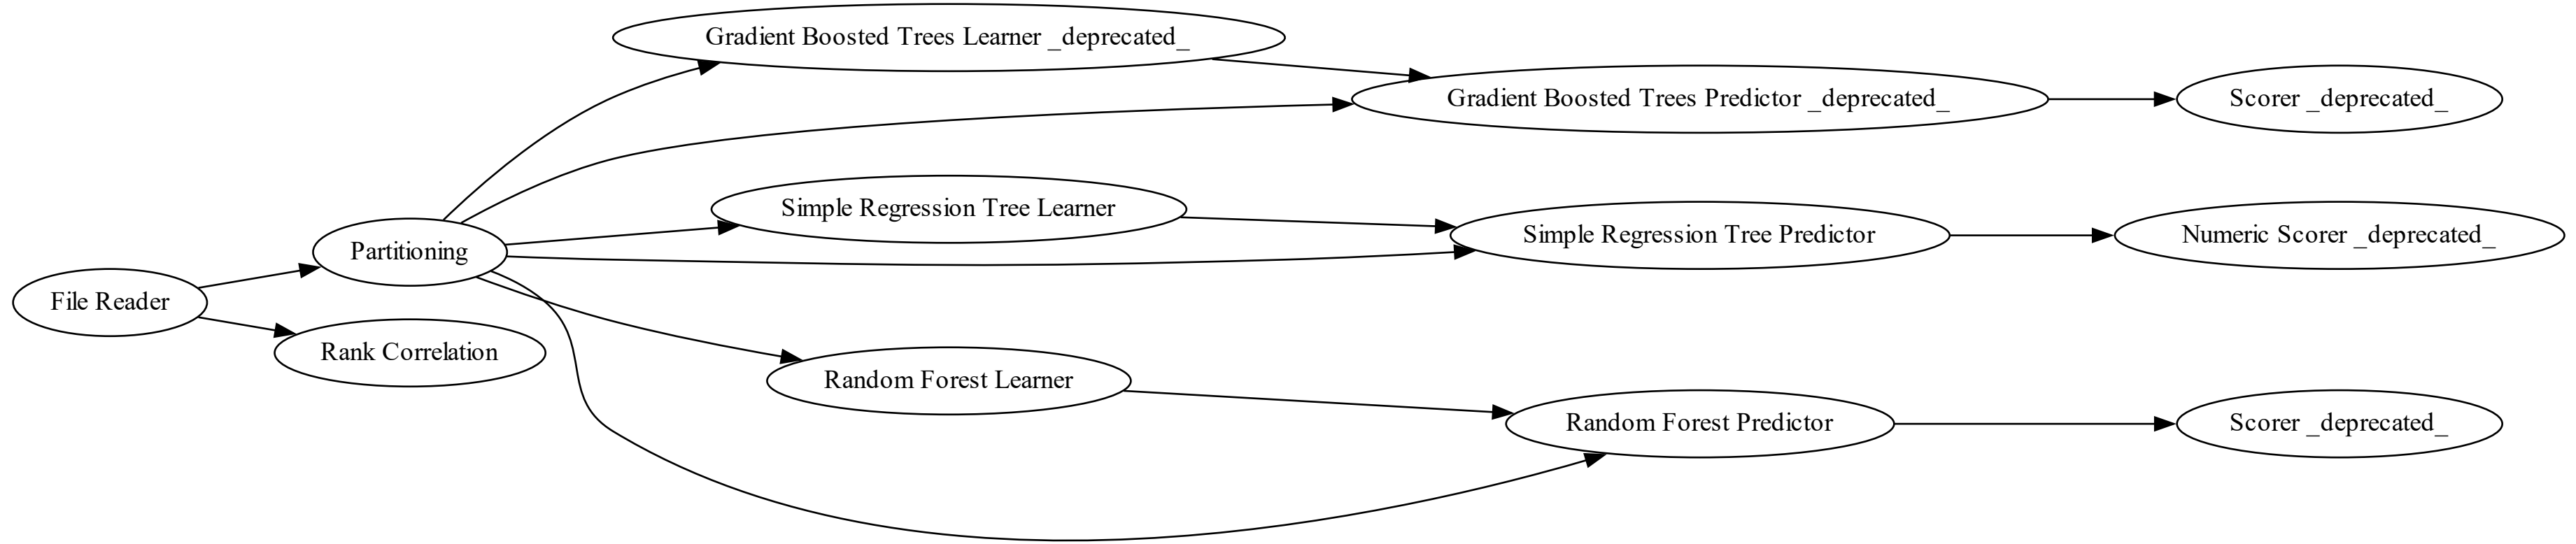 File Reader
Partitioning
Rank Correlation
Gradient Boosted Trees Learner _deprecated_
Gradient Boosted Trees Predictor _deprecated_
Scorer _deprecated_
Simple Regression Tree Learner
Simple Regression Tree Predictor
Numeric Scorer _deprecated_
Random Forest Learner
Random Forest Predictor
Scorer _deprecated_